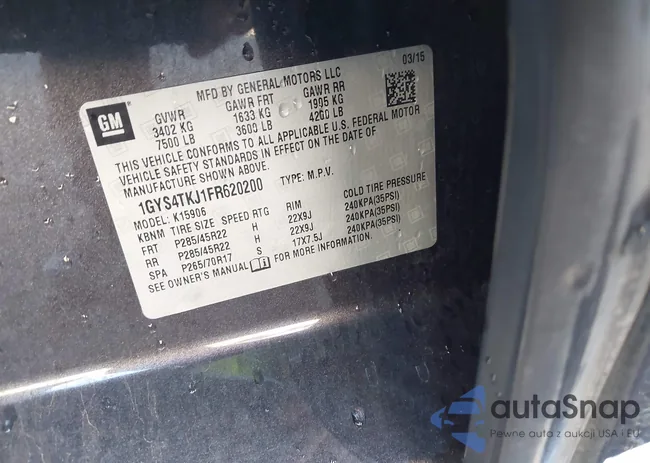 GM
MFD BY GENERAL MOTORS LLC
03/15
GVWR GAWR FRT GAWR RR
3402 KG 1633 KG 1905 KG
7500 LB 3600 LB 4200 LB
THIS VEHICLE CONFORMS TO ALL APPLICABLE U.S. FEDERAL MOTOR
VEHICLE SAFETY STANDARDS IN EFFECT ON THE DATE OF
MANUFACTURE SHOWN ABOVE.
1GYS4TKJ1FR620200 TYPE: M.P.V.
MODEL: K15906
KBNM TIRE SIZE SPEED RTG RIM COLD TIRE PRESSURE
FRT P285/45R22 H 22X9J 240KPA(35PSI)
RR P285/45R22 H 22X9J 240KPA(35PSI)
SPA P265/70R17 S 17X7.5J 240KPA(35PSI)
SEE OWNER'S MANUAL FOR MORE INFORMATION.
autoSnap
Pewne auta z aukcji USA i EU